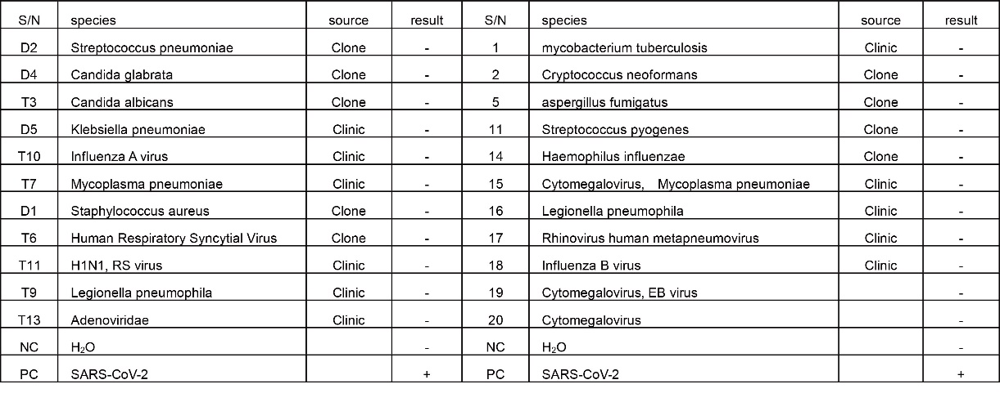 S/N species source result S/N species source result
D2 Streptococcus pneumoniae Clone - 1 mycobacterium tuberculosis Clinic -
D4 Candida glabrata Clone - 2 Cryptococcus neoformans Clone -
T3 Candida albicans Clone - 5 aspergillus fumigatus Clone -
D5 Klebsiella pneumoniae Clinic - 11 Streptococcus pyogenes Clone -
T10 Influenza A virus Clinic - 14 Haemophilus influenzae Clone -
T7 Mycoplasma pneumoniae Clinic - 15 Cytomegalovirus, Mycoplasma pneumoniae Clinic -
D1 Staphylococcus aureus Clone - 16 Legionella pneumophila Clinic -
T6 Human Respiratory Syncytial Virus Clone - 17 Rhinovirus human metapneumovirus Clinic -
T11 H1N1, RS virus Clinic - 18 Influenza B virus Clinic -
T9 Legionella pneumophila Clinic - 19 Cytomegalovirus, EB virus -
T13 Adenoviridae Clinic - 20 Cytomegalovirus -
NC H₂O - NC H₂O -
PC SARS-CoV-2 + PC SARS-CoV-2 +